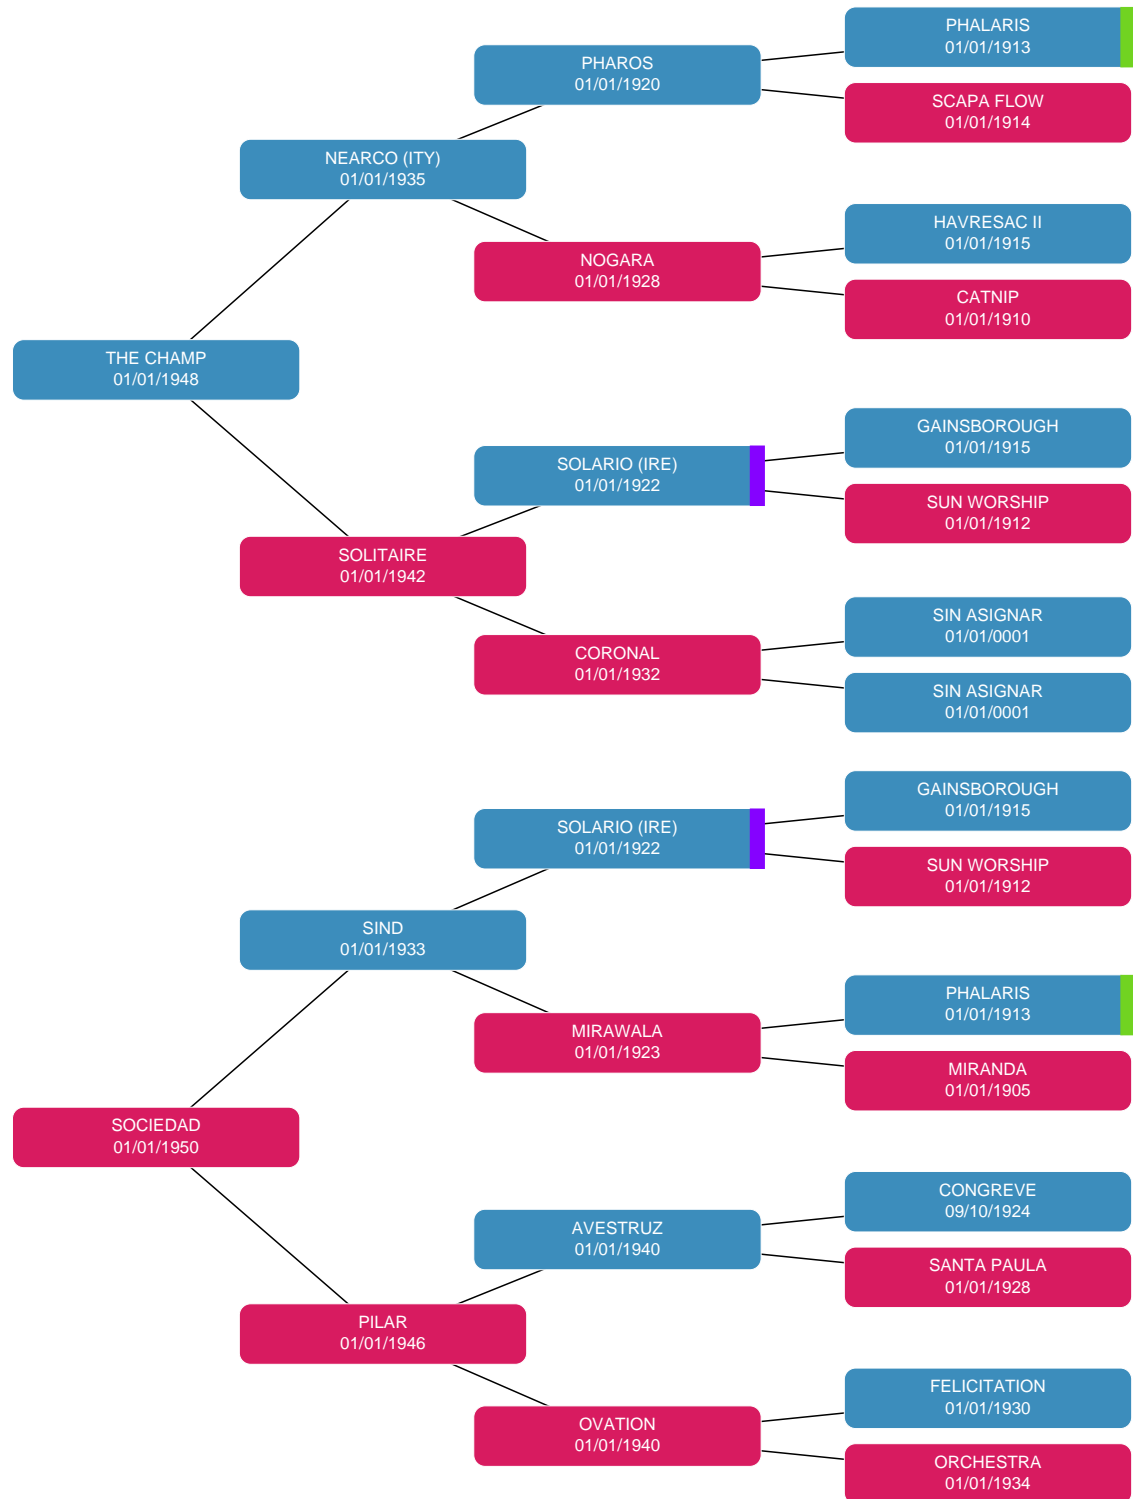 PHALARIS
01/01/1913
PHAROS
01/01/1920
SCAPA FLOW
01/01/1914
NEARCO (ITY)
01/01/1935
HAVRESAC II
01/01/1915
NOGARA
01/01/1928
CATNIP
01/01/1910
THE CHAMP
01/01/1948
GAINSBOROUGH
01/01/1915
SOLARIO (IRE)
01/01/1922
SUN WORSHIP
01/01/1912
SOLITAIRE
01/01/1942
SIN ASIGNAR
01/01/0001
CORONAL
01/01/1932
SIN ASIGNAR
01/01/0001
GAINSBOROUGH
01/01/1915
SOLARIO (IRE)
01/01/1922
SUN WORSHIP
01/01/1912
SIND
01/01/1933
PHALARIS
01/01/1913
MIRAWALA
01/01/1923
MIRANDA
01/01/1905
SOCIEDAD
01/01/1950
CONGREVE
09/10/1924
AVESTRUZ
01/01/1940
SANTA PAULA
01/01/1928
PILAR
01/01/1946
FELICITATION
01/01/1930
OVATION
01/01/1940
ORCHESTRA
01/01/1934